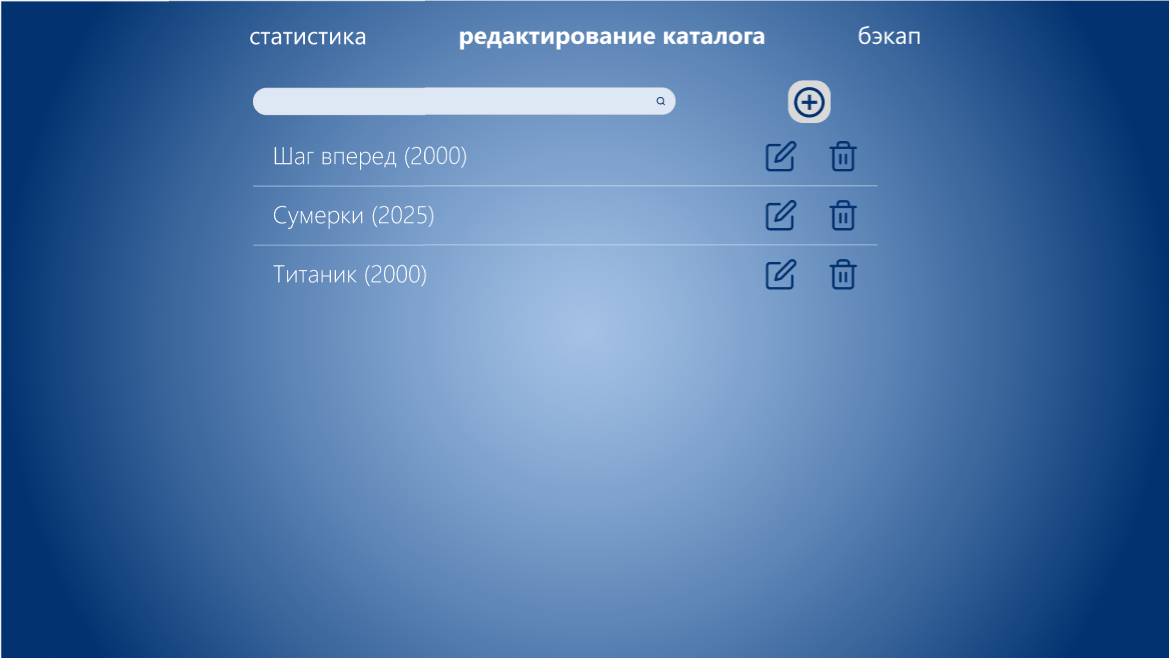 статистика редактирование каталога бэкап
Шаг вперед (2000)
Сумерки (2025)
Титаник (2000)